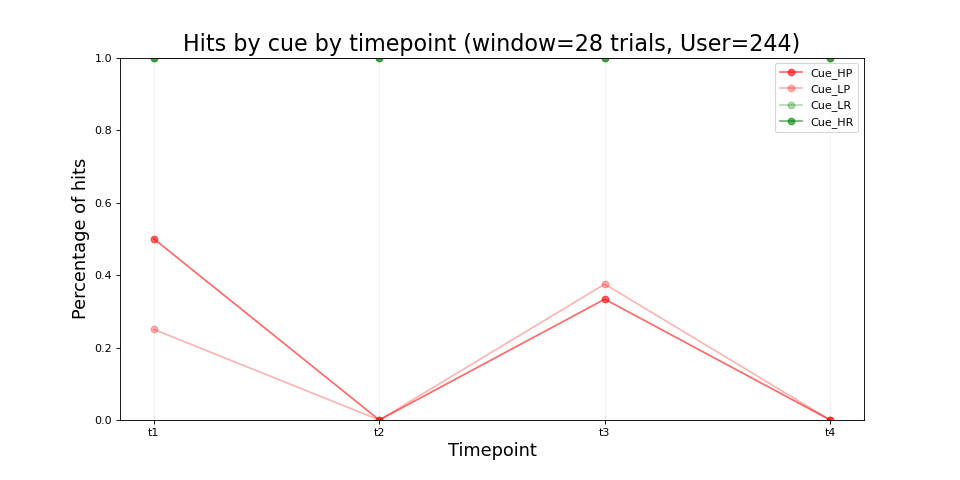 Hits by cue by timepoint (window=28 trials, User=244)
Percentage of hits
1.0
0.8
0.6
0.4
0.2
0.0
Cue_HP
Cue_LP
Cue_LR
Cue_HR
t1
t2
t3
t4
Timepoint